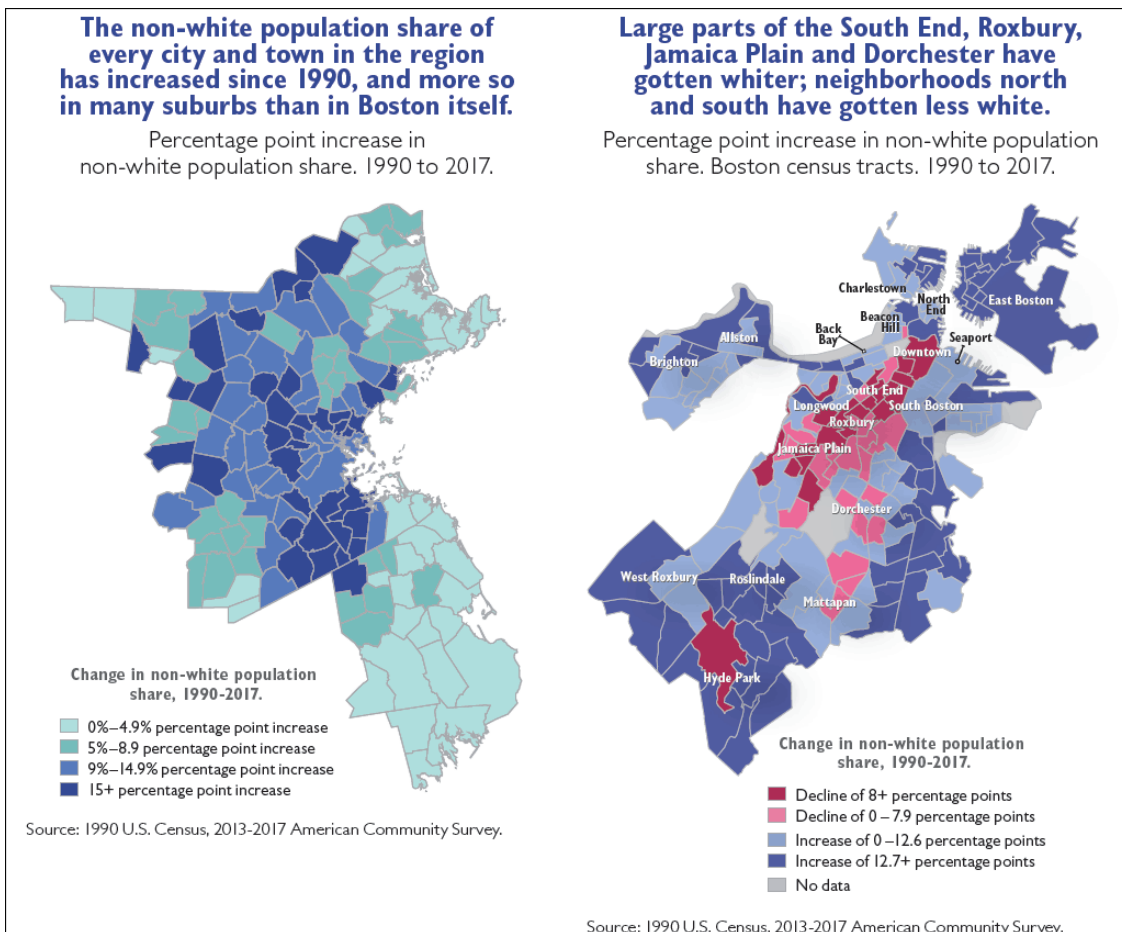 The non-white population share of
every city and town in the region
has increased since 1990, and more so
in many suburbs than in Boston itself.
Percentage point increase in
non-white population share. 1990 to 2017.
Change in non-white population
share, 1990-2017.
0%–4.9% percentage point increase
5%–8.9 percentage point increase
9%–14.9% percentage point increase
15+ percentage point increase
Source: 1990 U.S. Census, 2013-2017 American Community Survey.
Large parts of the South End, Roxbury,
Jamaica Plain and Dorchester have
gotten whiter; neighborhoods north
and south have gotten less white.
Percentage point increase in non-white population
share. Boston census tracts. 1990 to 2017.
Charlestown
North
End
East Boston
Beacon
Hill
Back
Bay
Seaport
Allston
Downtown
Brighton
South End
Longwood
South Boston
Roxbury
Jamaica Plain
Dorchester
West Roxbury
Roslindale
Mattapan
Hyde Park
Change in non-white population
share, 1990-2017.
Decline of 8+ percentage points
Decline of 0 – 7.9 percentage points
Increase of 0 –12.6 percentage points
Increase of 12.7+ percentage points
No data
Source: 1990 U.S. Census, 2013-2017 American Community Survey.